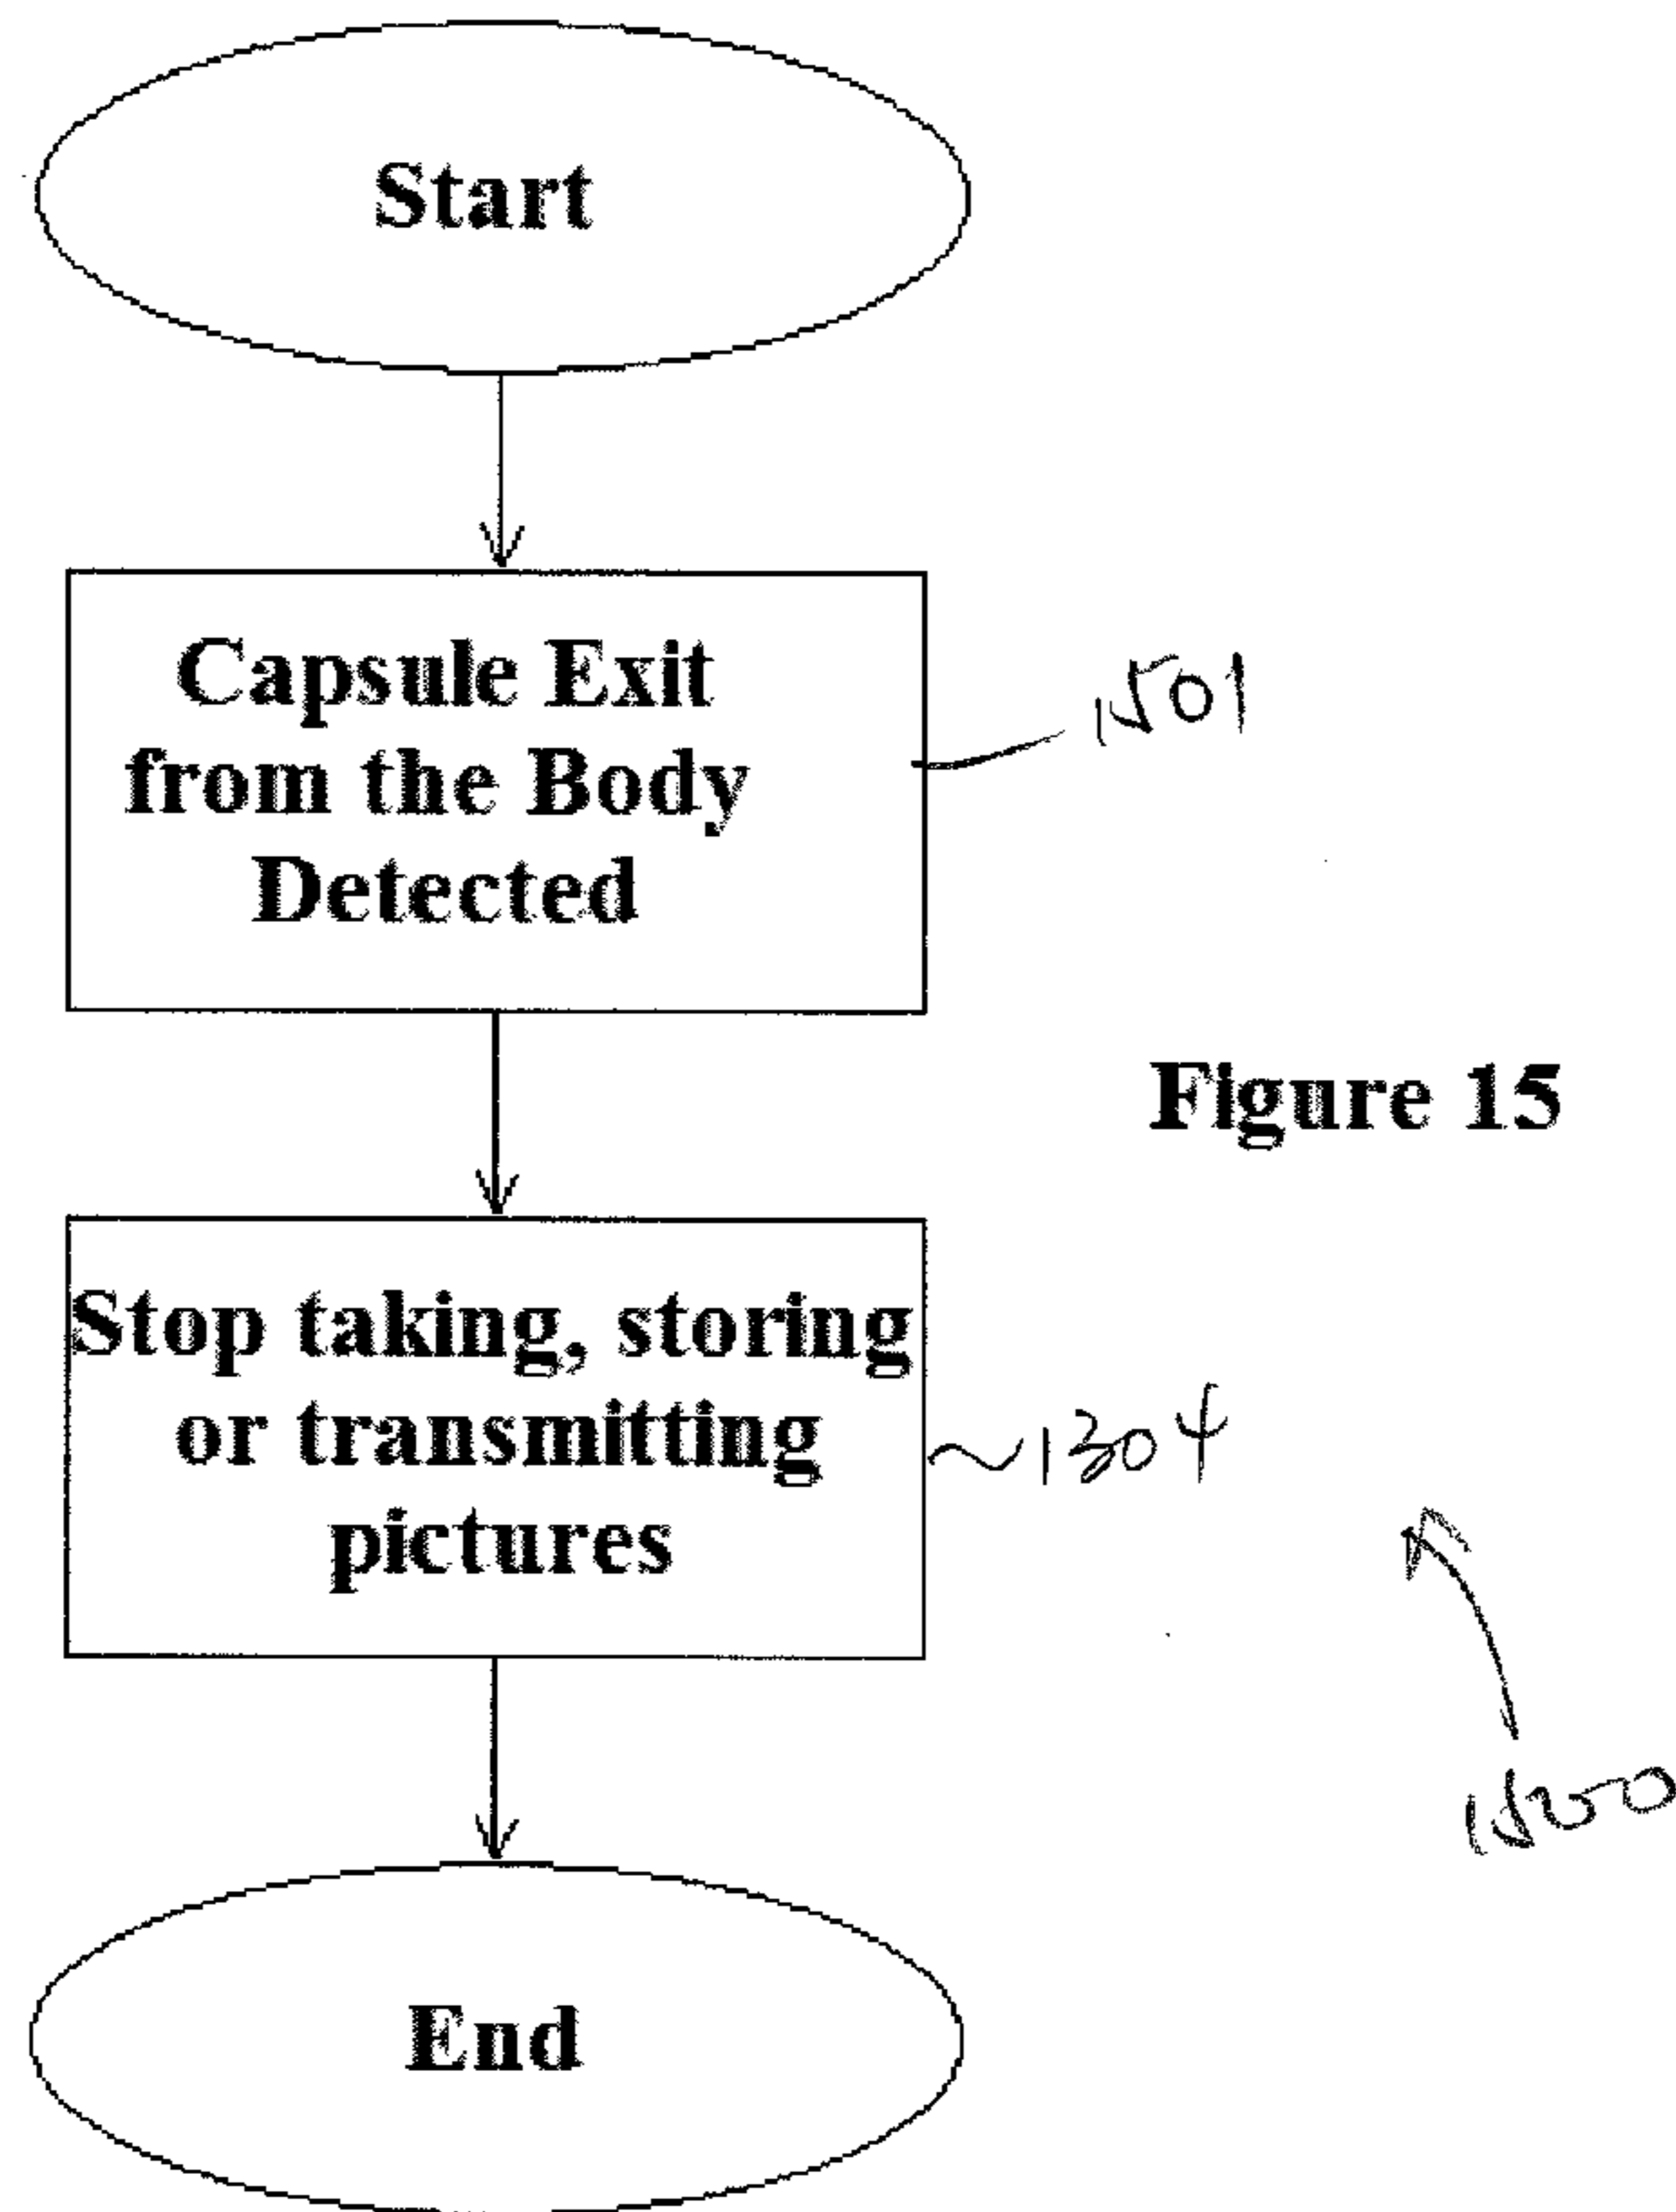 Start
Capsule Exit
from the Body
Detected
1501
Figure 15
Stop taking, storing
or transmitting
pictures
1304
1500
End